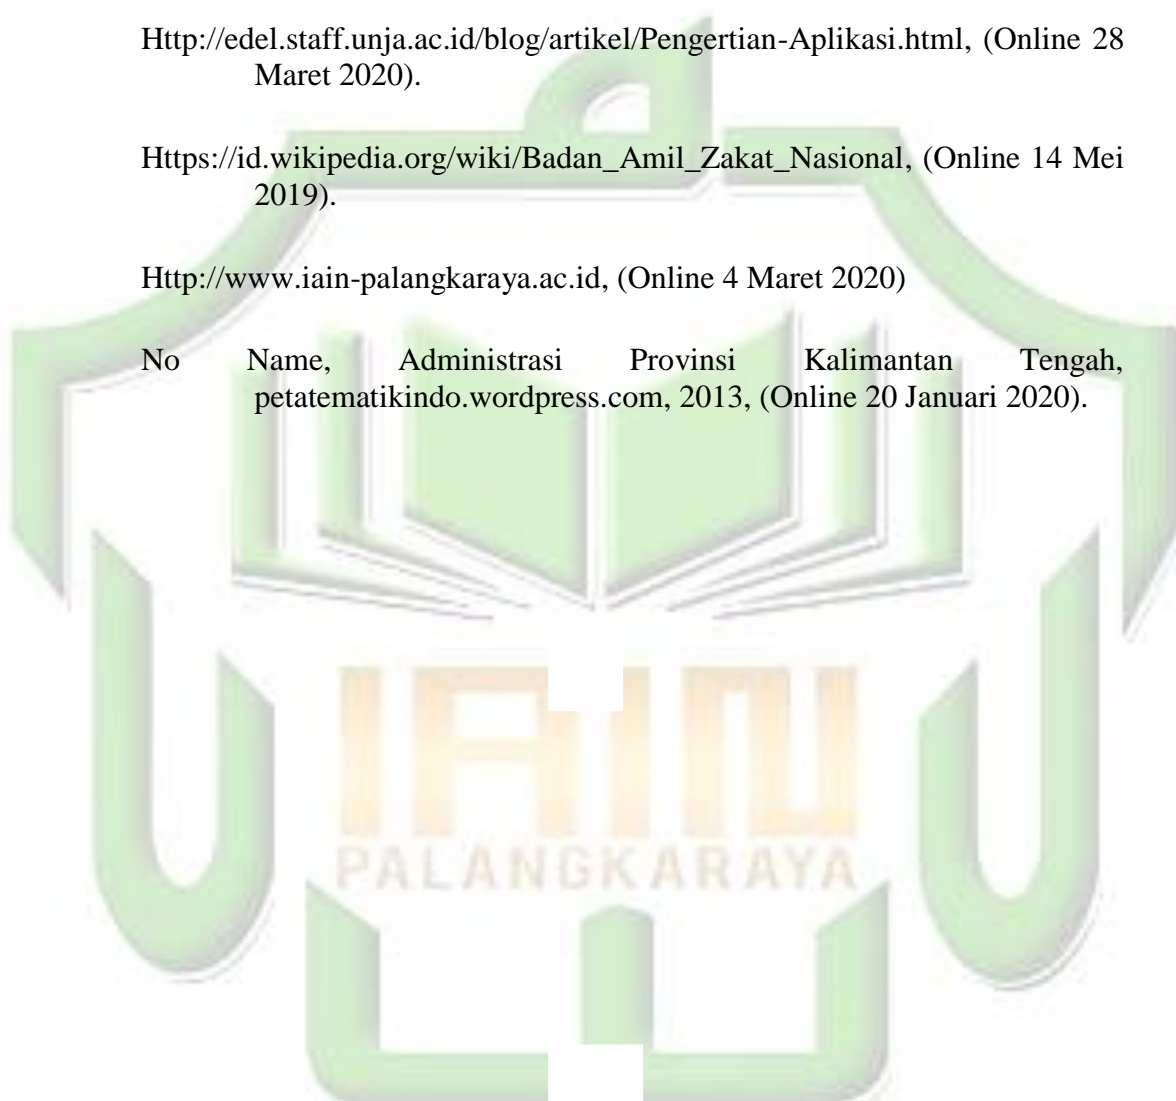 Http://edel.staff.unja.ac.id/blog/artikel/Pengertian-Aplikasi.html, (Online 28
Maret 2020).
Https://id.wikipedia.org/wiki/Badan_Amil_Zakat_Nasional, (Online 14 Mei
2019).
Http://www.iain-palangkaraya.ac.id, (Online 4 Maret 2020)
No Name, Administrasi Provinsi Kalimantan Tengah,
petatematikindo.wordpress.com, 2013, (Online 20 Januari 2020).
IAIN
PALANGKARAYA